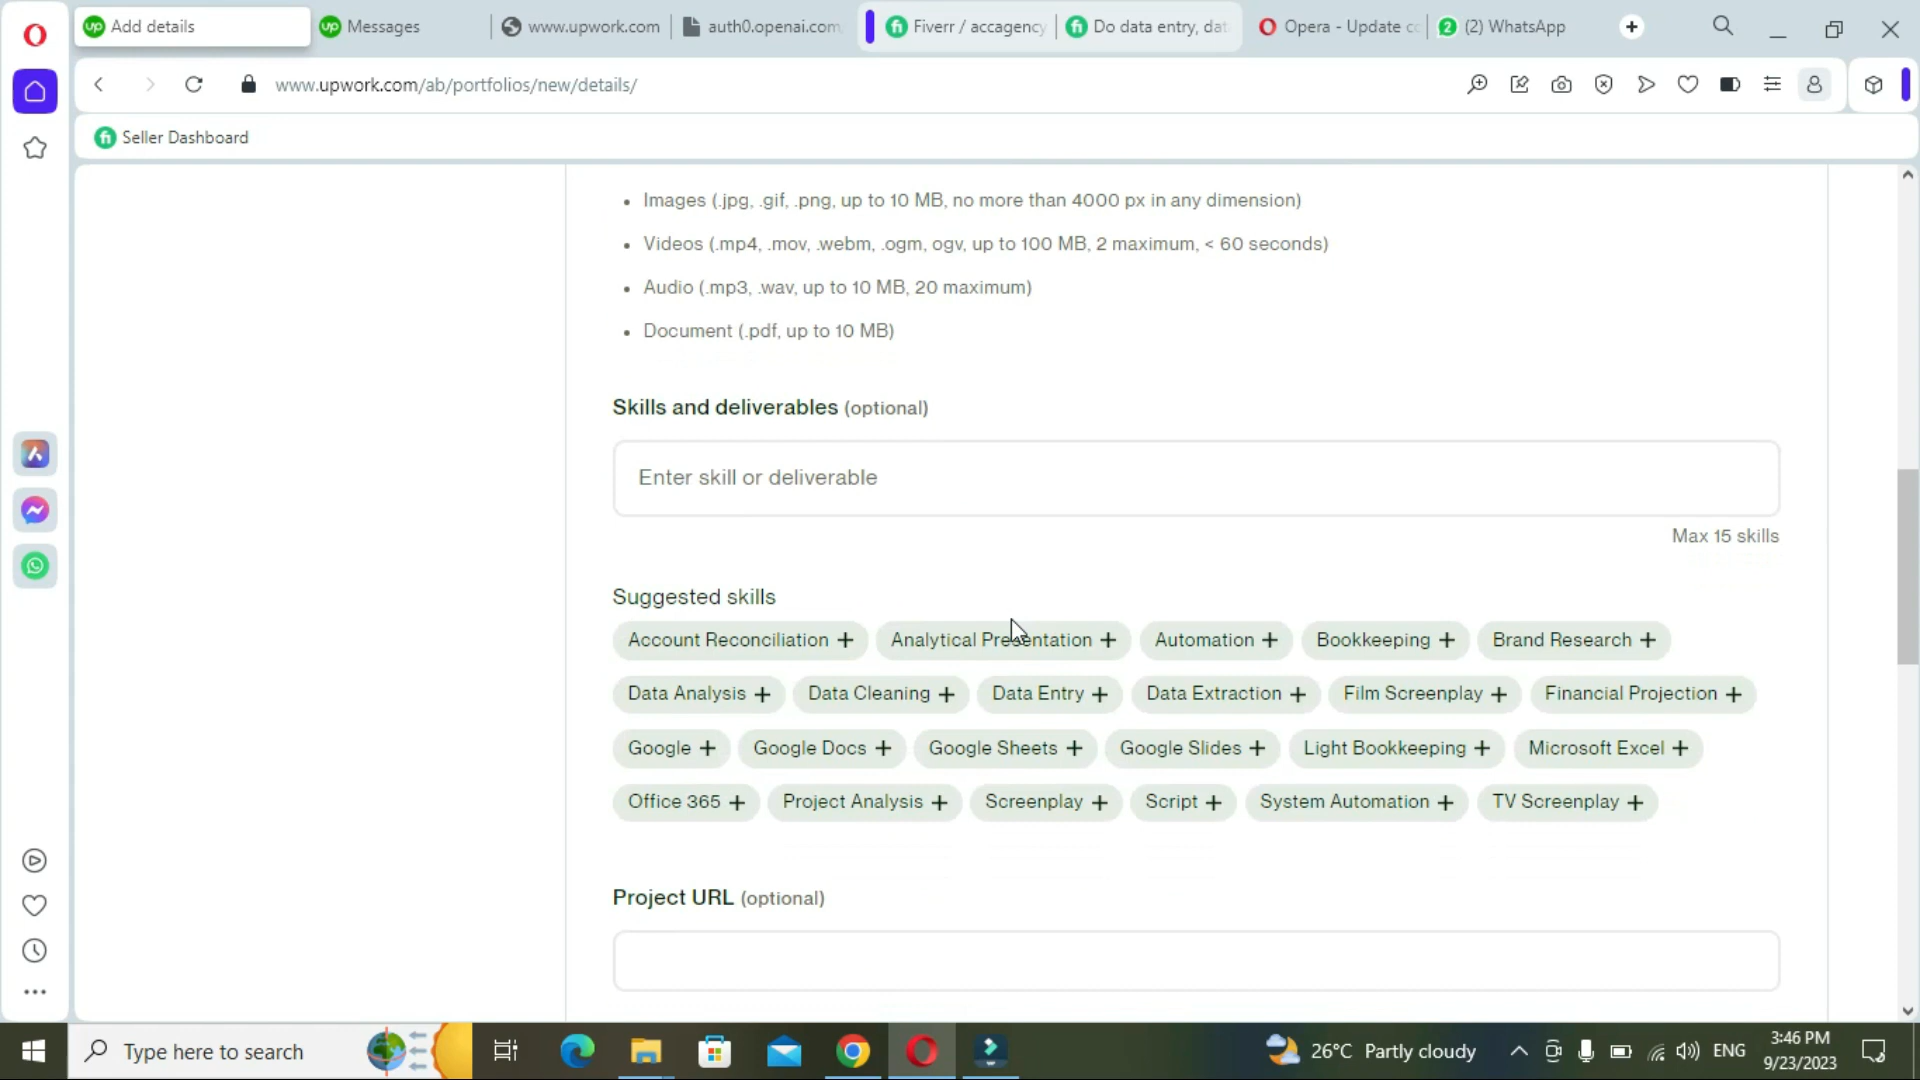 Add details
Messages
www.upwork.com
auth0.openai.com
Fiverr / accagency
Do data entry, dat
Opera - Update co
2
(2) WhatsApp
www.upwork.com/ab/portfolios/new/details/
Seller Dashboard
Images (.jpg, .gif, .png, up to 10 MB, no more than 4000 px in any dimension)
Videos (.mp4, .mov, .webm, .ogm, ogv, up to 100 MB, 2 maximum, < 60 seconds)
Audio (.mp3, .wav, up to 10 MB, 20 maximum)
Document (.pdf, up to 10 MB)
Skills and deliverables (optional)
Enter skill or deliverable
Max 15 skills
Suggested skills
Account Reconciliation + Analytical Presentation + Automation + Bookkeeping + Brand Research +
Data Analysis + Data Cleaning + Data Entry + Data Extraction + Film Screenplay + Financial Projection +
Google + Google Docs + Google Sheets + Google Slides + Light Bookkeeping + Microsoft Excel +
Office 365 + Project Analysis + Screenplay + Script + System Automation + TV Screenplay +
Project URL (optional)
Type here to search
26°C Partly cloudy
ENG
3:46 PM
9/23/2023